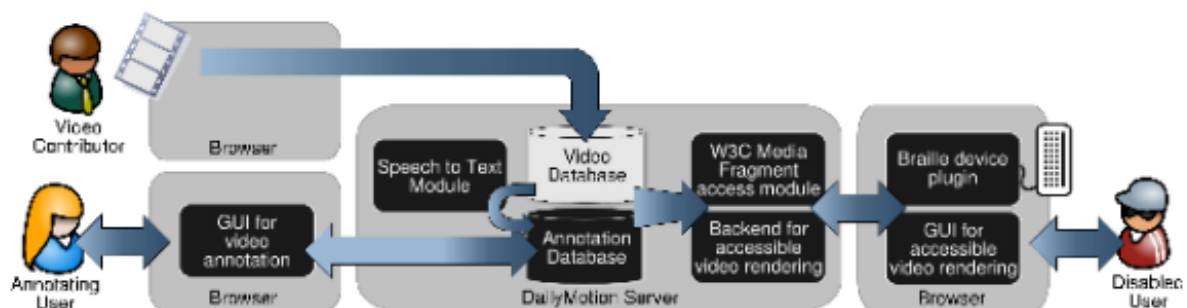 Video
Contributor
Browser
Annotating
User
GUI for
video
annotation
Browser
Speech to Text
Module
Video
Database
Annotation
Database
W3C Media
Fragment
access module
Backend for
accessible
video rendering
DailyMotion Server
Braille device
plugin
GUI for
accessible
video rendering
Browser
Disabled
User